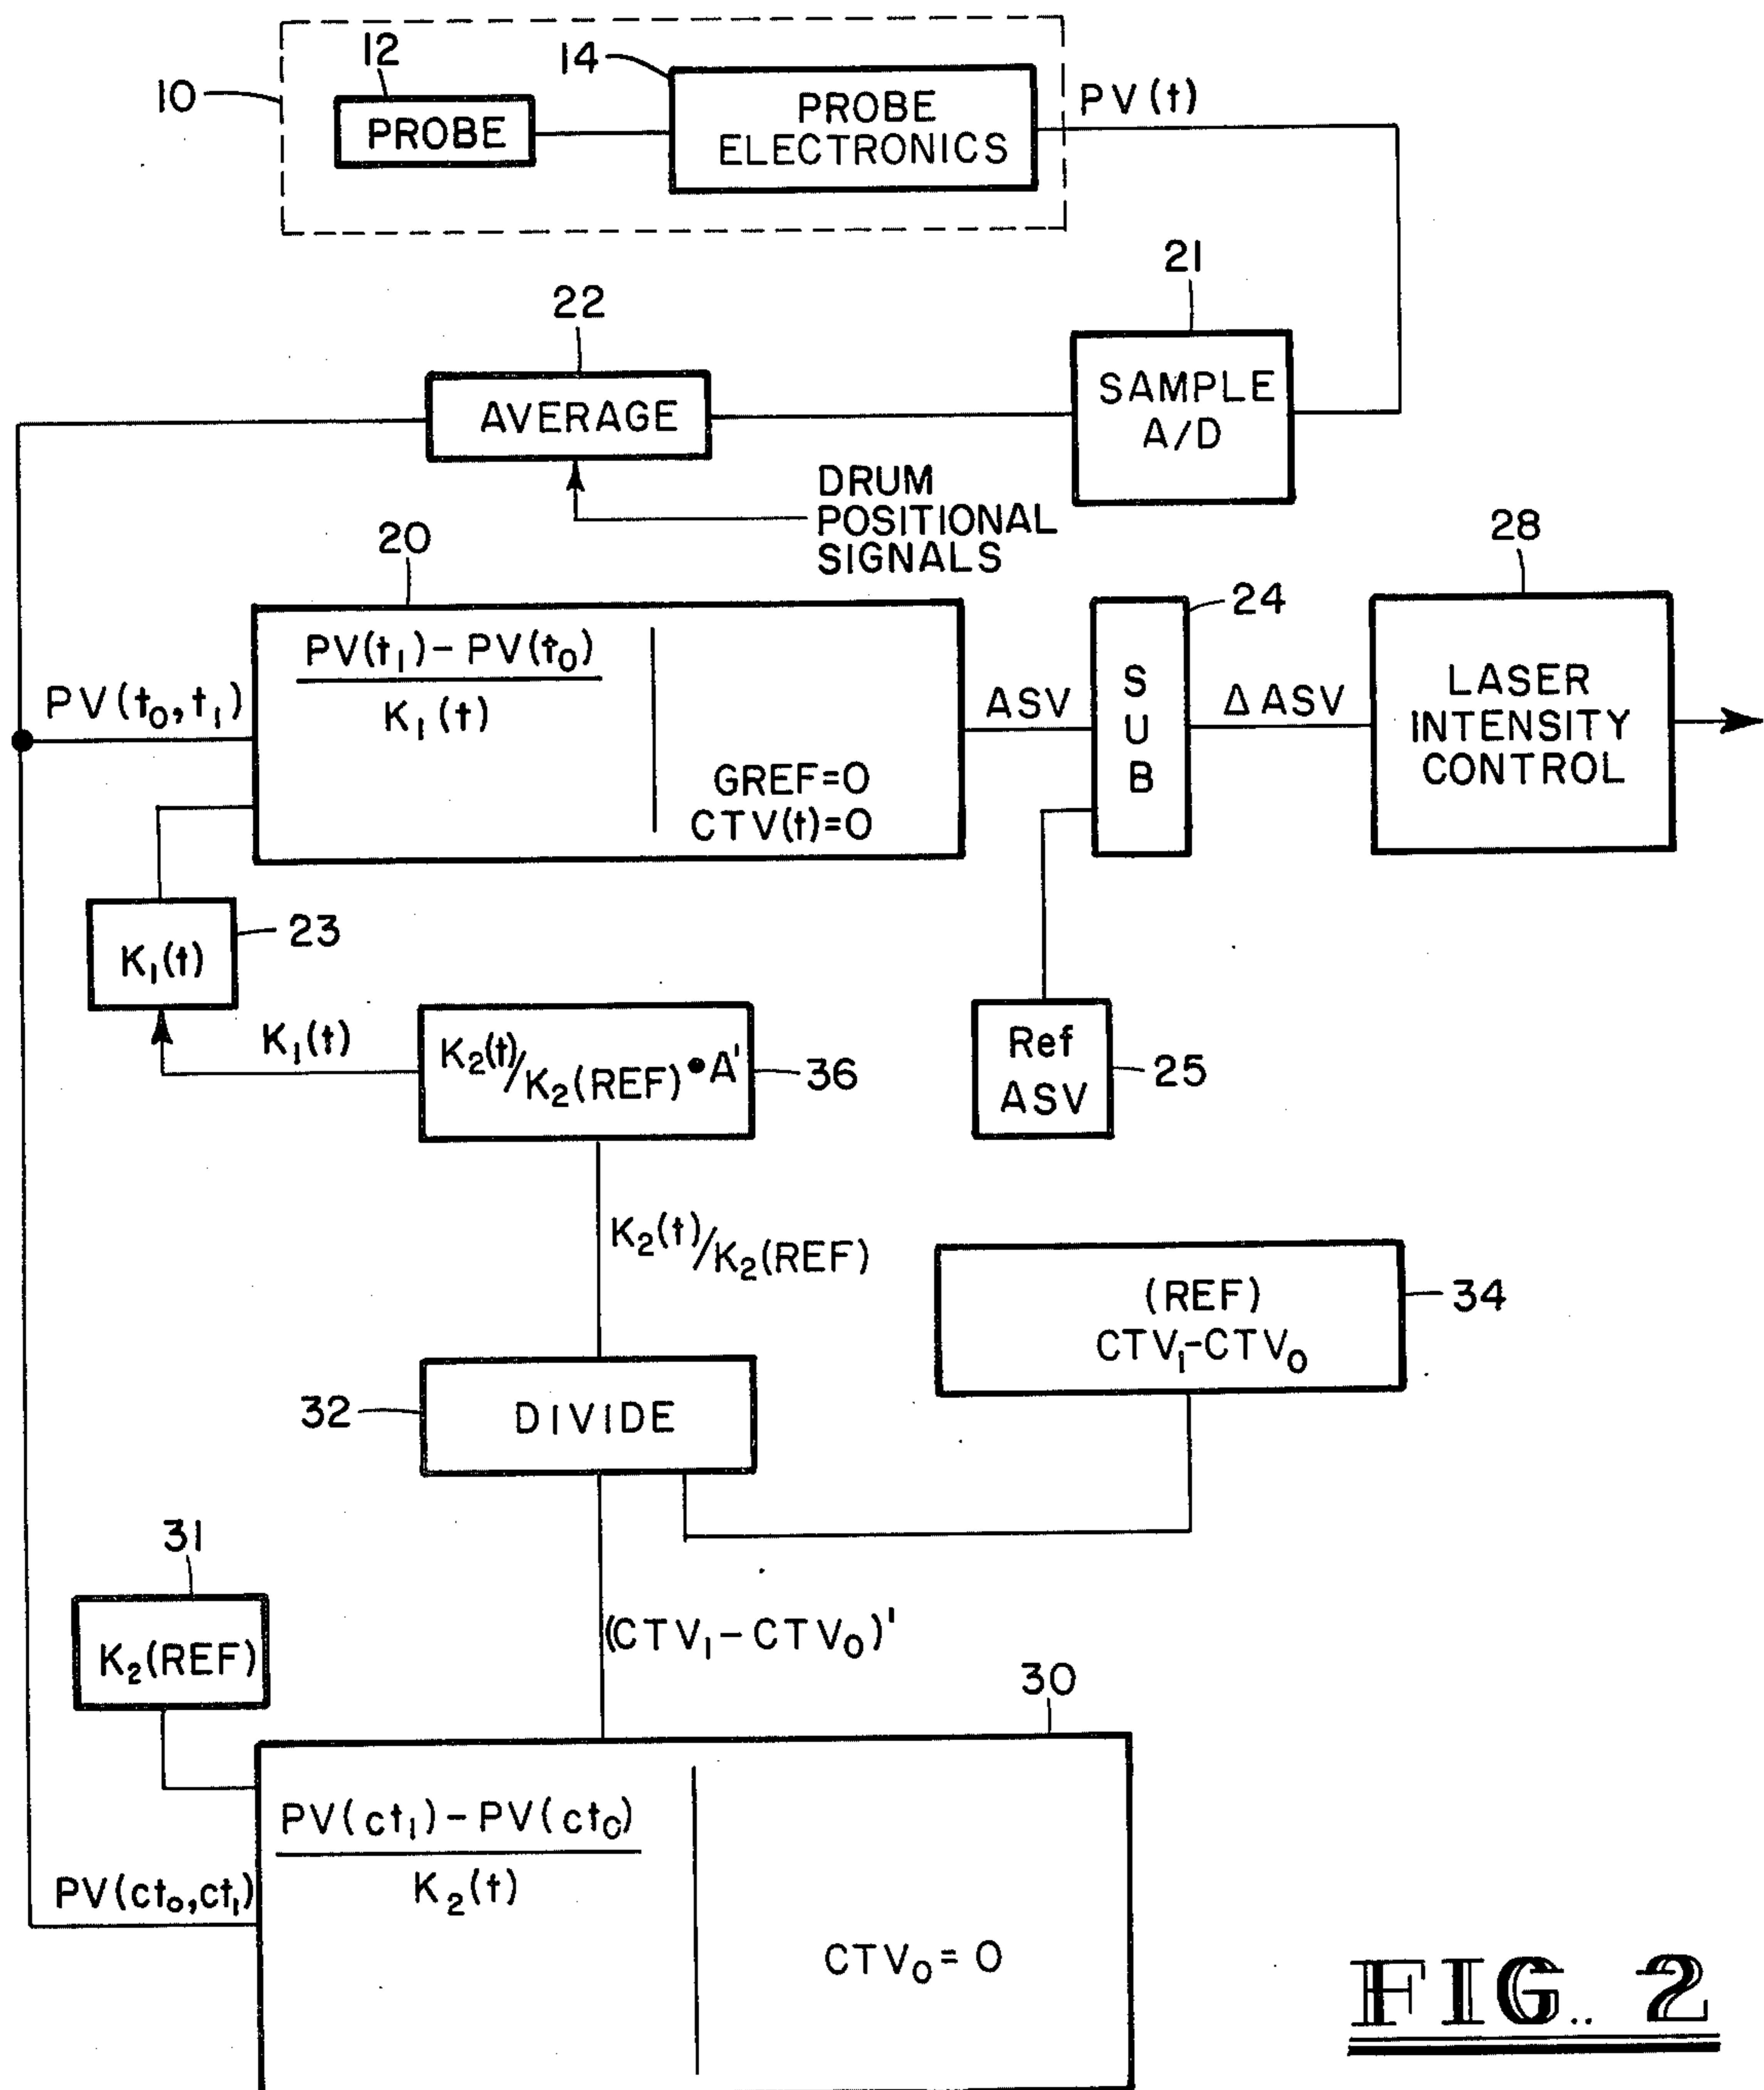 12
14
10
PROBE
PROBE
ELECTRONICS
PV(t)
21
22
SAMPLE
A/D
AVERAGE
DRUM
POSITIONAL
SIGNALS
20
28
24
PV(t₁) – PV(t₀)
K₁(t)
GREF=0
CTV(t)=0
PV(t₀,t₁)
ASV
S
U
B
Δ ASV
LASER
INTENSITY
CONTROL
K₁(t)
23
K₁(t)
K₂(t)/K₂(REF)•A'
36
Ref
ASV
25
K₂(t)/K₂(REF)
(REF)
CTV₁–CTV₀
34
32
DIVIDE
31
K₂(REF)
(CTV₁–CTV₀)'
30
PV(ct₁) – PV(ct₀)
K₂(t)
PV(ct₀,ct₁)
CTV₀ = 0
FIG. 2